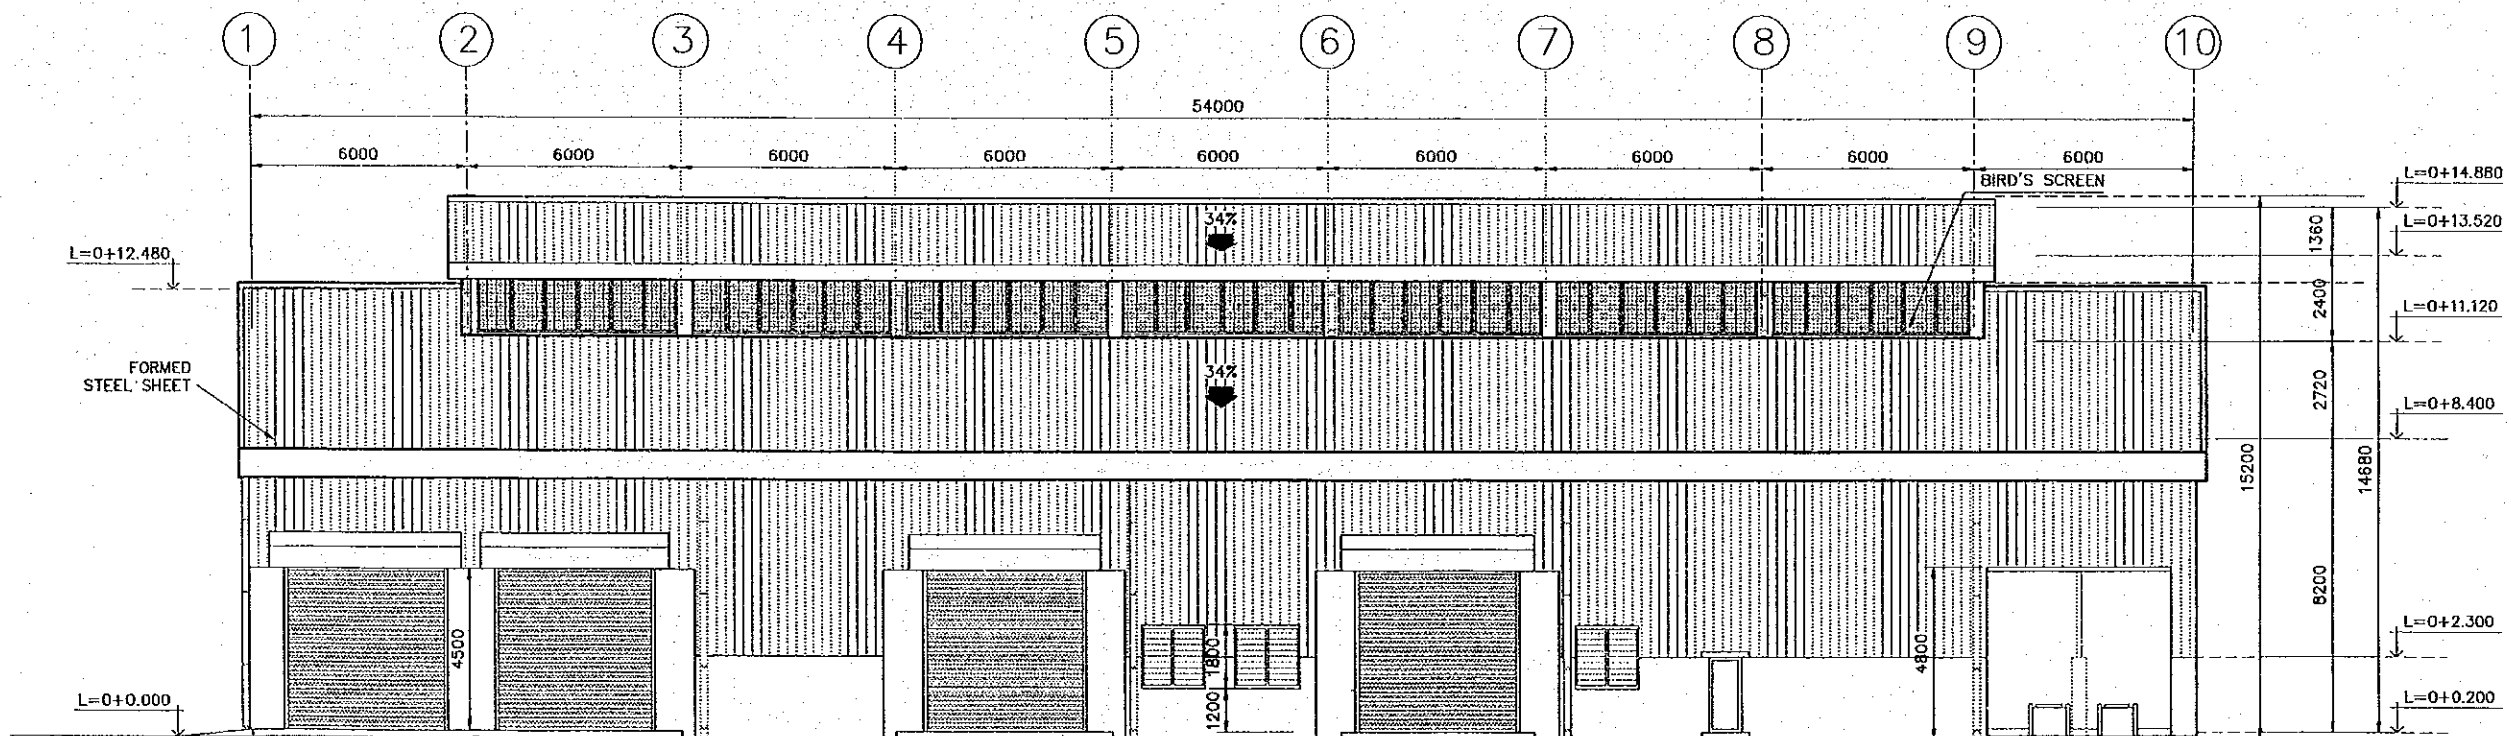 1 2 3 4 5 6 7 8 9 10
54000
6000 6000 6000 6000 6000 6000 6000 6000 6000
BIRD'S SCREEN
L=0+14.880
34%
1360
L=0+13.520
L=0+12.480
2400
L=0+11.120
FORMED
STEEL SHEET
34%
2720
L=0+8.400
15200
14680
8200
4500
1800
4800
L=0+2.300
L=0+0.000
1200
L=0+0.200